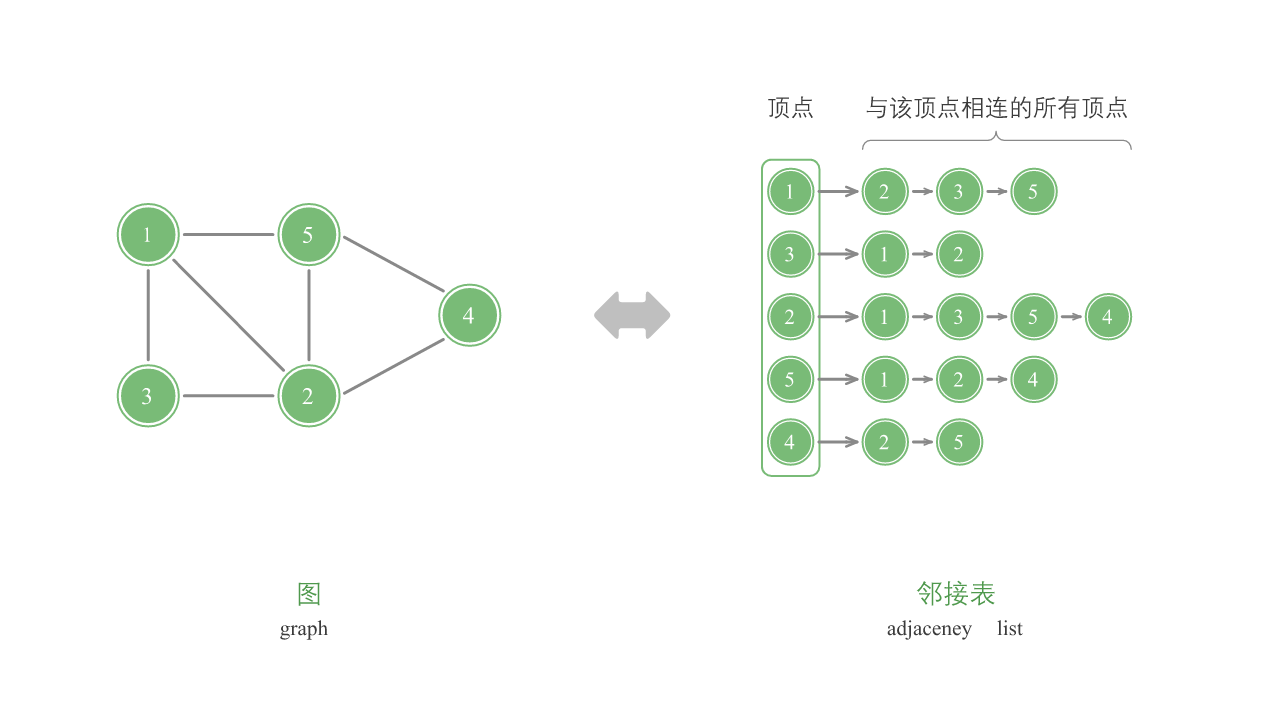 顶点 与该顶点相连的所有顶点
1 5
4
3 2
1 2 3 5
3 1 2
2 1 3 5 4
5 1 2 4
4 2 5
图
graph
邻接表
adjaceney list